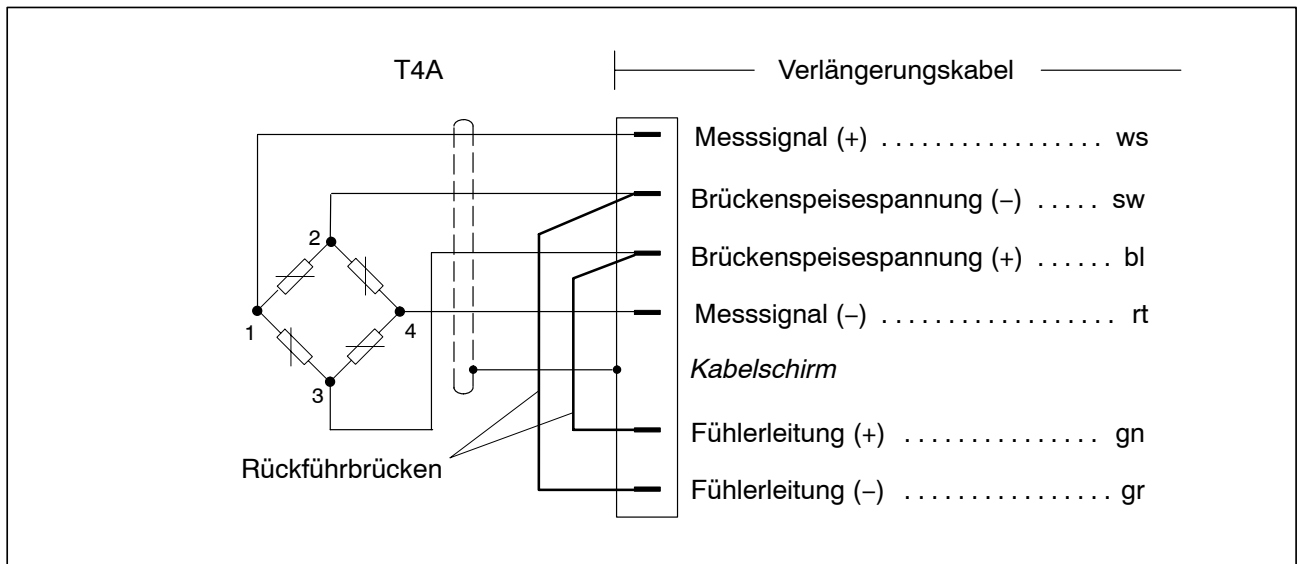 T4A
Verlängerungskabel
Messsignal (+) . . . . . . . . . . . . . . . . . ws
Brückenspeisespannung (−) . . . . . sw
Brückenspeisespannung (+) . . . . . . bl
Messsignal (−) . . . . . . . . . . . . . . . . . . rt
Kabelschirm
Fühlerleitung (+) . . . . . . . . . . . . . . . gn
Fühlerleitung (−) . . . . . . . . . . . . . . . . gr
2
1
4
3
Rückführbrücken